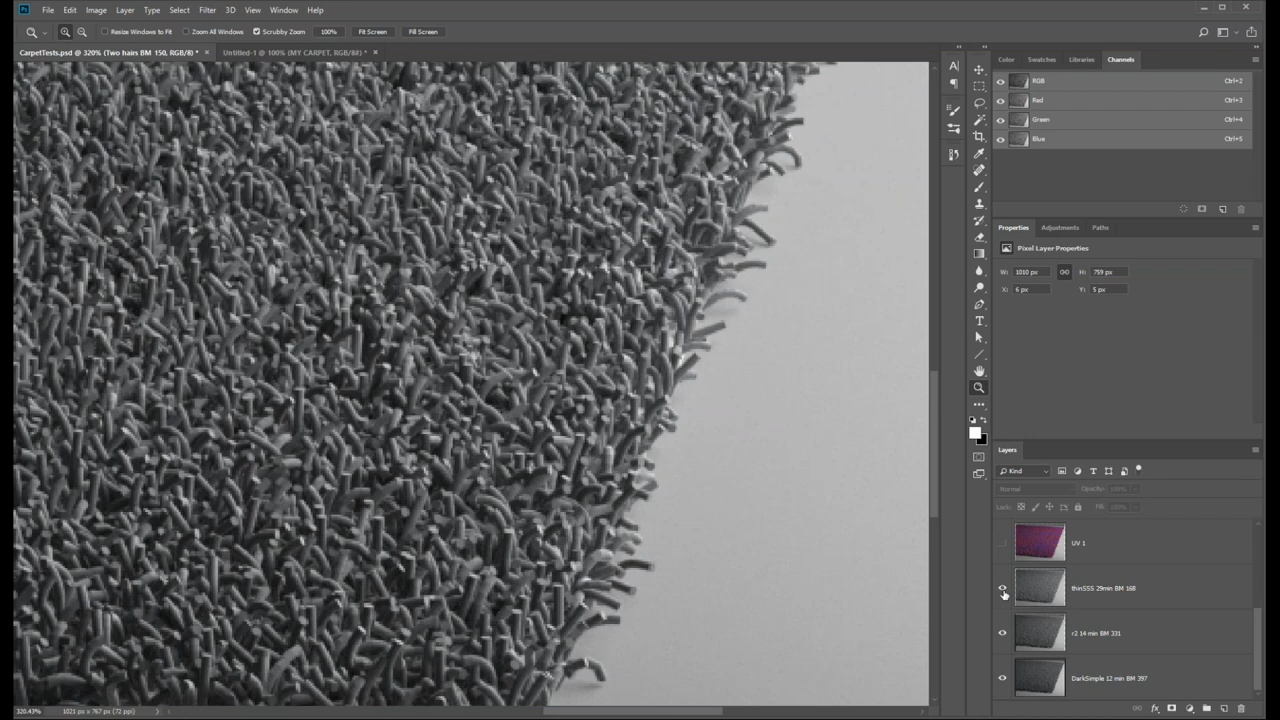 Ps File Edit Image Layer Type Select Filter 3D View Window Help
Resize Windows to Fit Zoom All Windows Scrubby Zoom 100% Fit Screen Fill Screen
CarpetTests.psd @ 320% (Two hairs BM 150, RGB/8) * × Untitled-1 @ 100% (MY CARPET, RGB/8#) * ×
Color Swatches Libraries Channels
RGB Ctrl+2
Red Ctrl+3
Green Ctrl+4
Blue Ctrl+5
Properties Adjustments Paths
Pixel Layer Properties
W: 1010 px H: 759 px
X: 6 px Y: 5 px
Layers
Kind
Normal Opacity: 100%
Lock: Fill: 100%
UV 1
thinSSS 29min BM 168
r2 14 min BM 331
DarkSimple 12 min BM 397
320.43% 1021 px x 767 px (72 ppi)